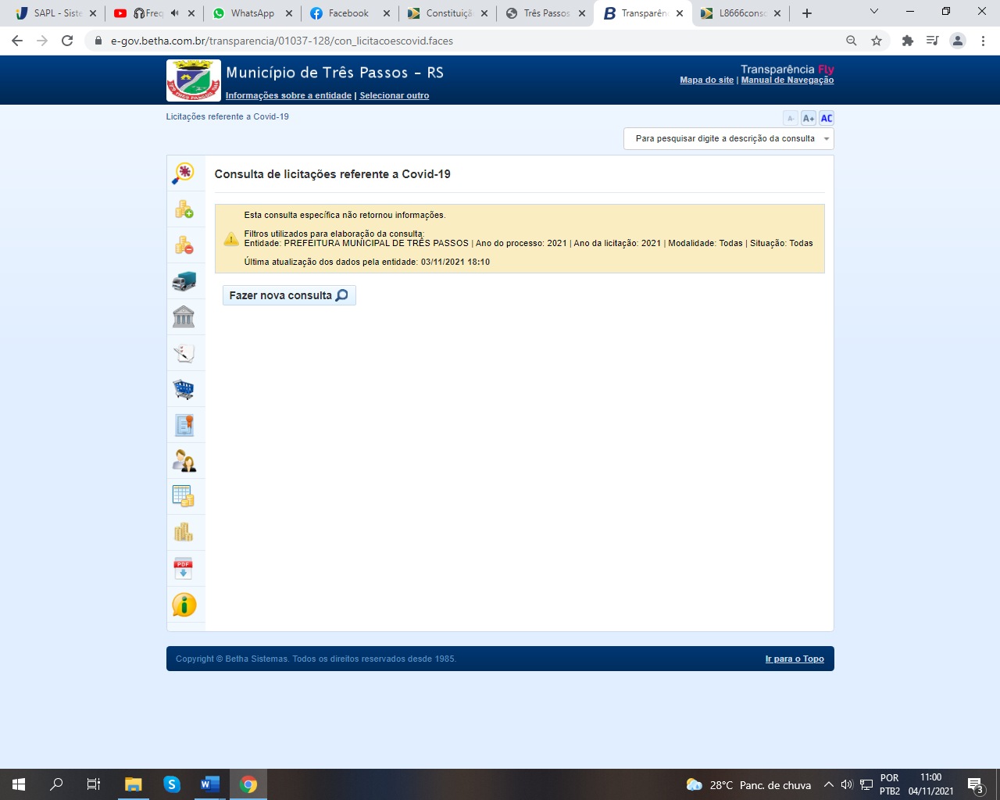 SAPL - Siste
Freq
WhatsApp
Facebook
Constituiçã
Três Passos
Transparên
L8666conso
e-gov.betha.com.br/transparencia/01037-128/con_licitacoescovid.faces
Município de Três Passos - RS
Transparência Fly
Mapa do site | Manual de Navegação
Informações sobre a entidade | Selecionar outro
Licitações referente a Covid-19
A- A+ AC
Para pesquisar digite a descrição da consulta
Consulta de licitações referente a Covid-19
Esta consulta específica não retornou informações.
Filtros utilizados para elaboração da consulta:
Entidade: PREFEITURA MUNICIPAL DE TRÊS PASSOS | Ano do processo: 2021 | Ano da licitação: 2021 | Modalidade: Todas | Situação: Todas
Última atualização dos dados pela entidade: 03/11/2021 18:10
Fazer nova consulta
PDF
Copyright © Betha Sistemas. Todos os direitos reservados desde 1985.
Ir para o Topo
28°C Panc. de chuva
POR
PTB2
11:00
04/11/2021
3